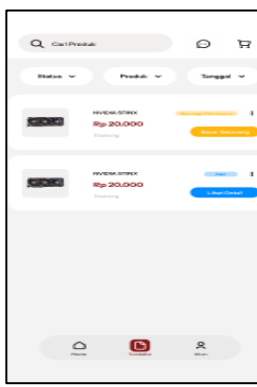 Cari Produk
Status Produk Tanggal
NVIDIA STRIX
Rp 20.000
Bayar Sekarang
NVIDIA STRIX
Rp 20.000
Lihat Detail
Home Transaksi Akun